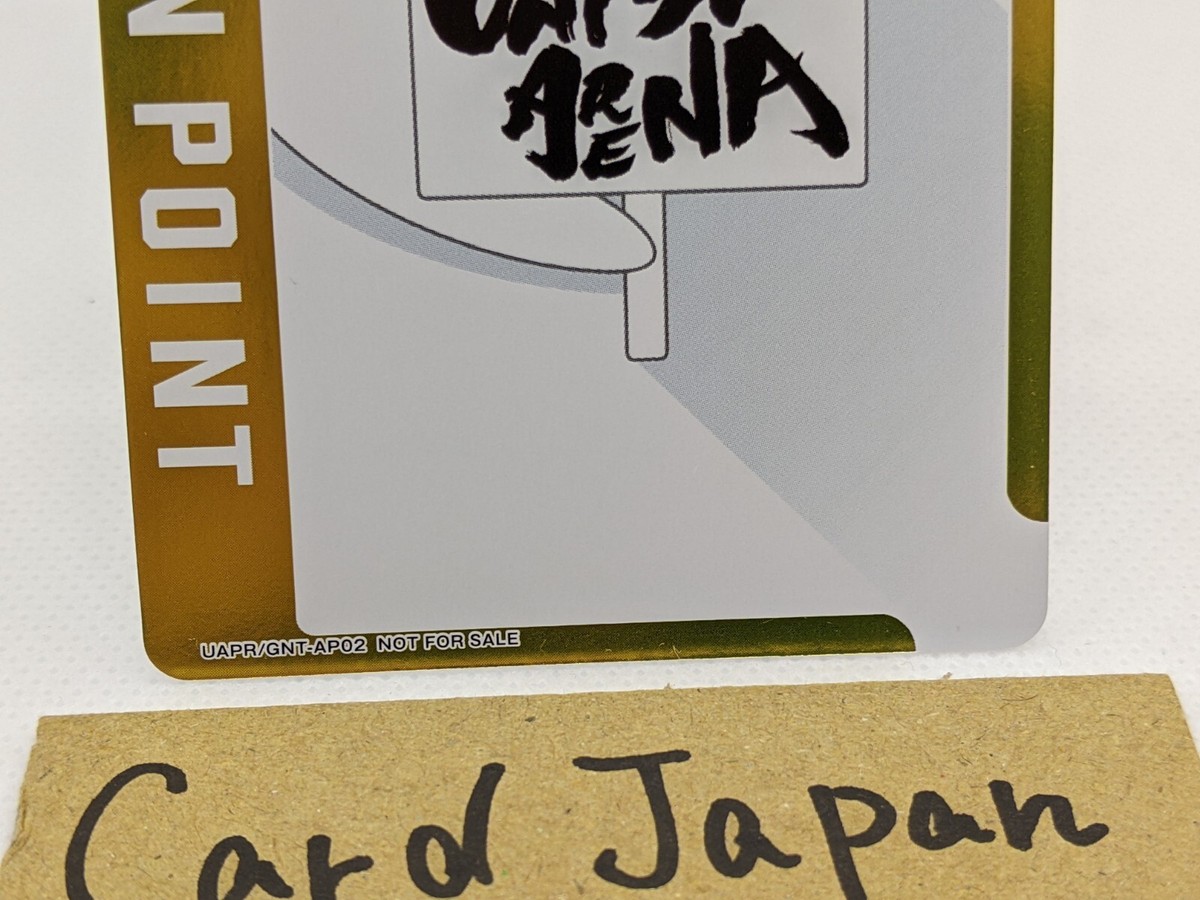 N POINT
ARENA
UAPR/GNT-AP02 NOT FOR SALE
Card Japan